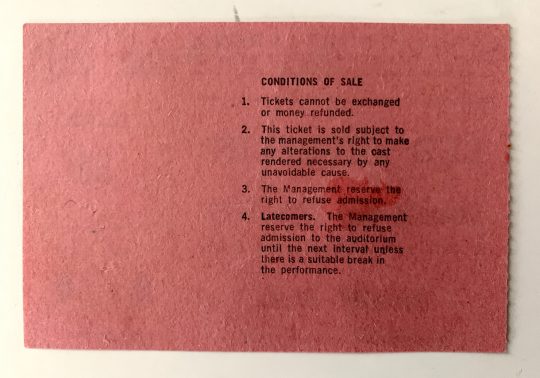 CONDITIONS OF SALE
1. Tickets cannot be exchanged
or money refunded.
2. This ticket is sold subject to
the management's right to make
any alterations to the cast
rendered necessary by any
unavoidable cause.
3. The Management reserve the
right to refuse admission.
4. Latecomers. The Management
reserve the right to refuse
admission to the auditorium
until the next interval unless
there is a suitable break in
the performance.